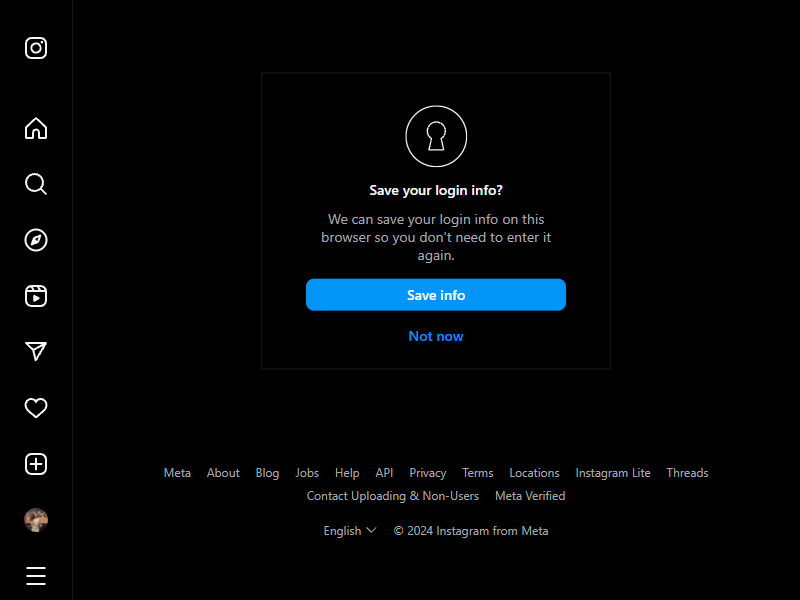 Save your login info?
We can save your login info on this
browser so you don't need to enter it
again.
Save info
Not now
Meta About Blog Jobs Help API Privacy Terms Locations Instagram Lite Threads
Contact Uploading & Non-Users Meta Verified
English © 2024 Instagram from Meta